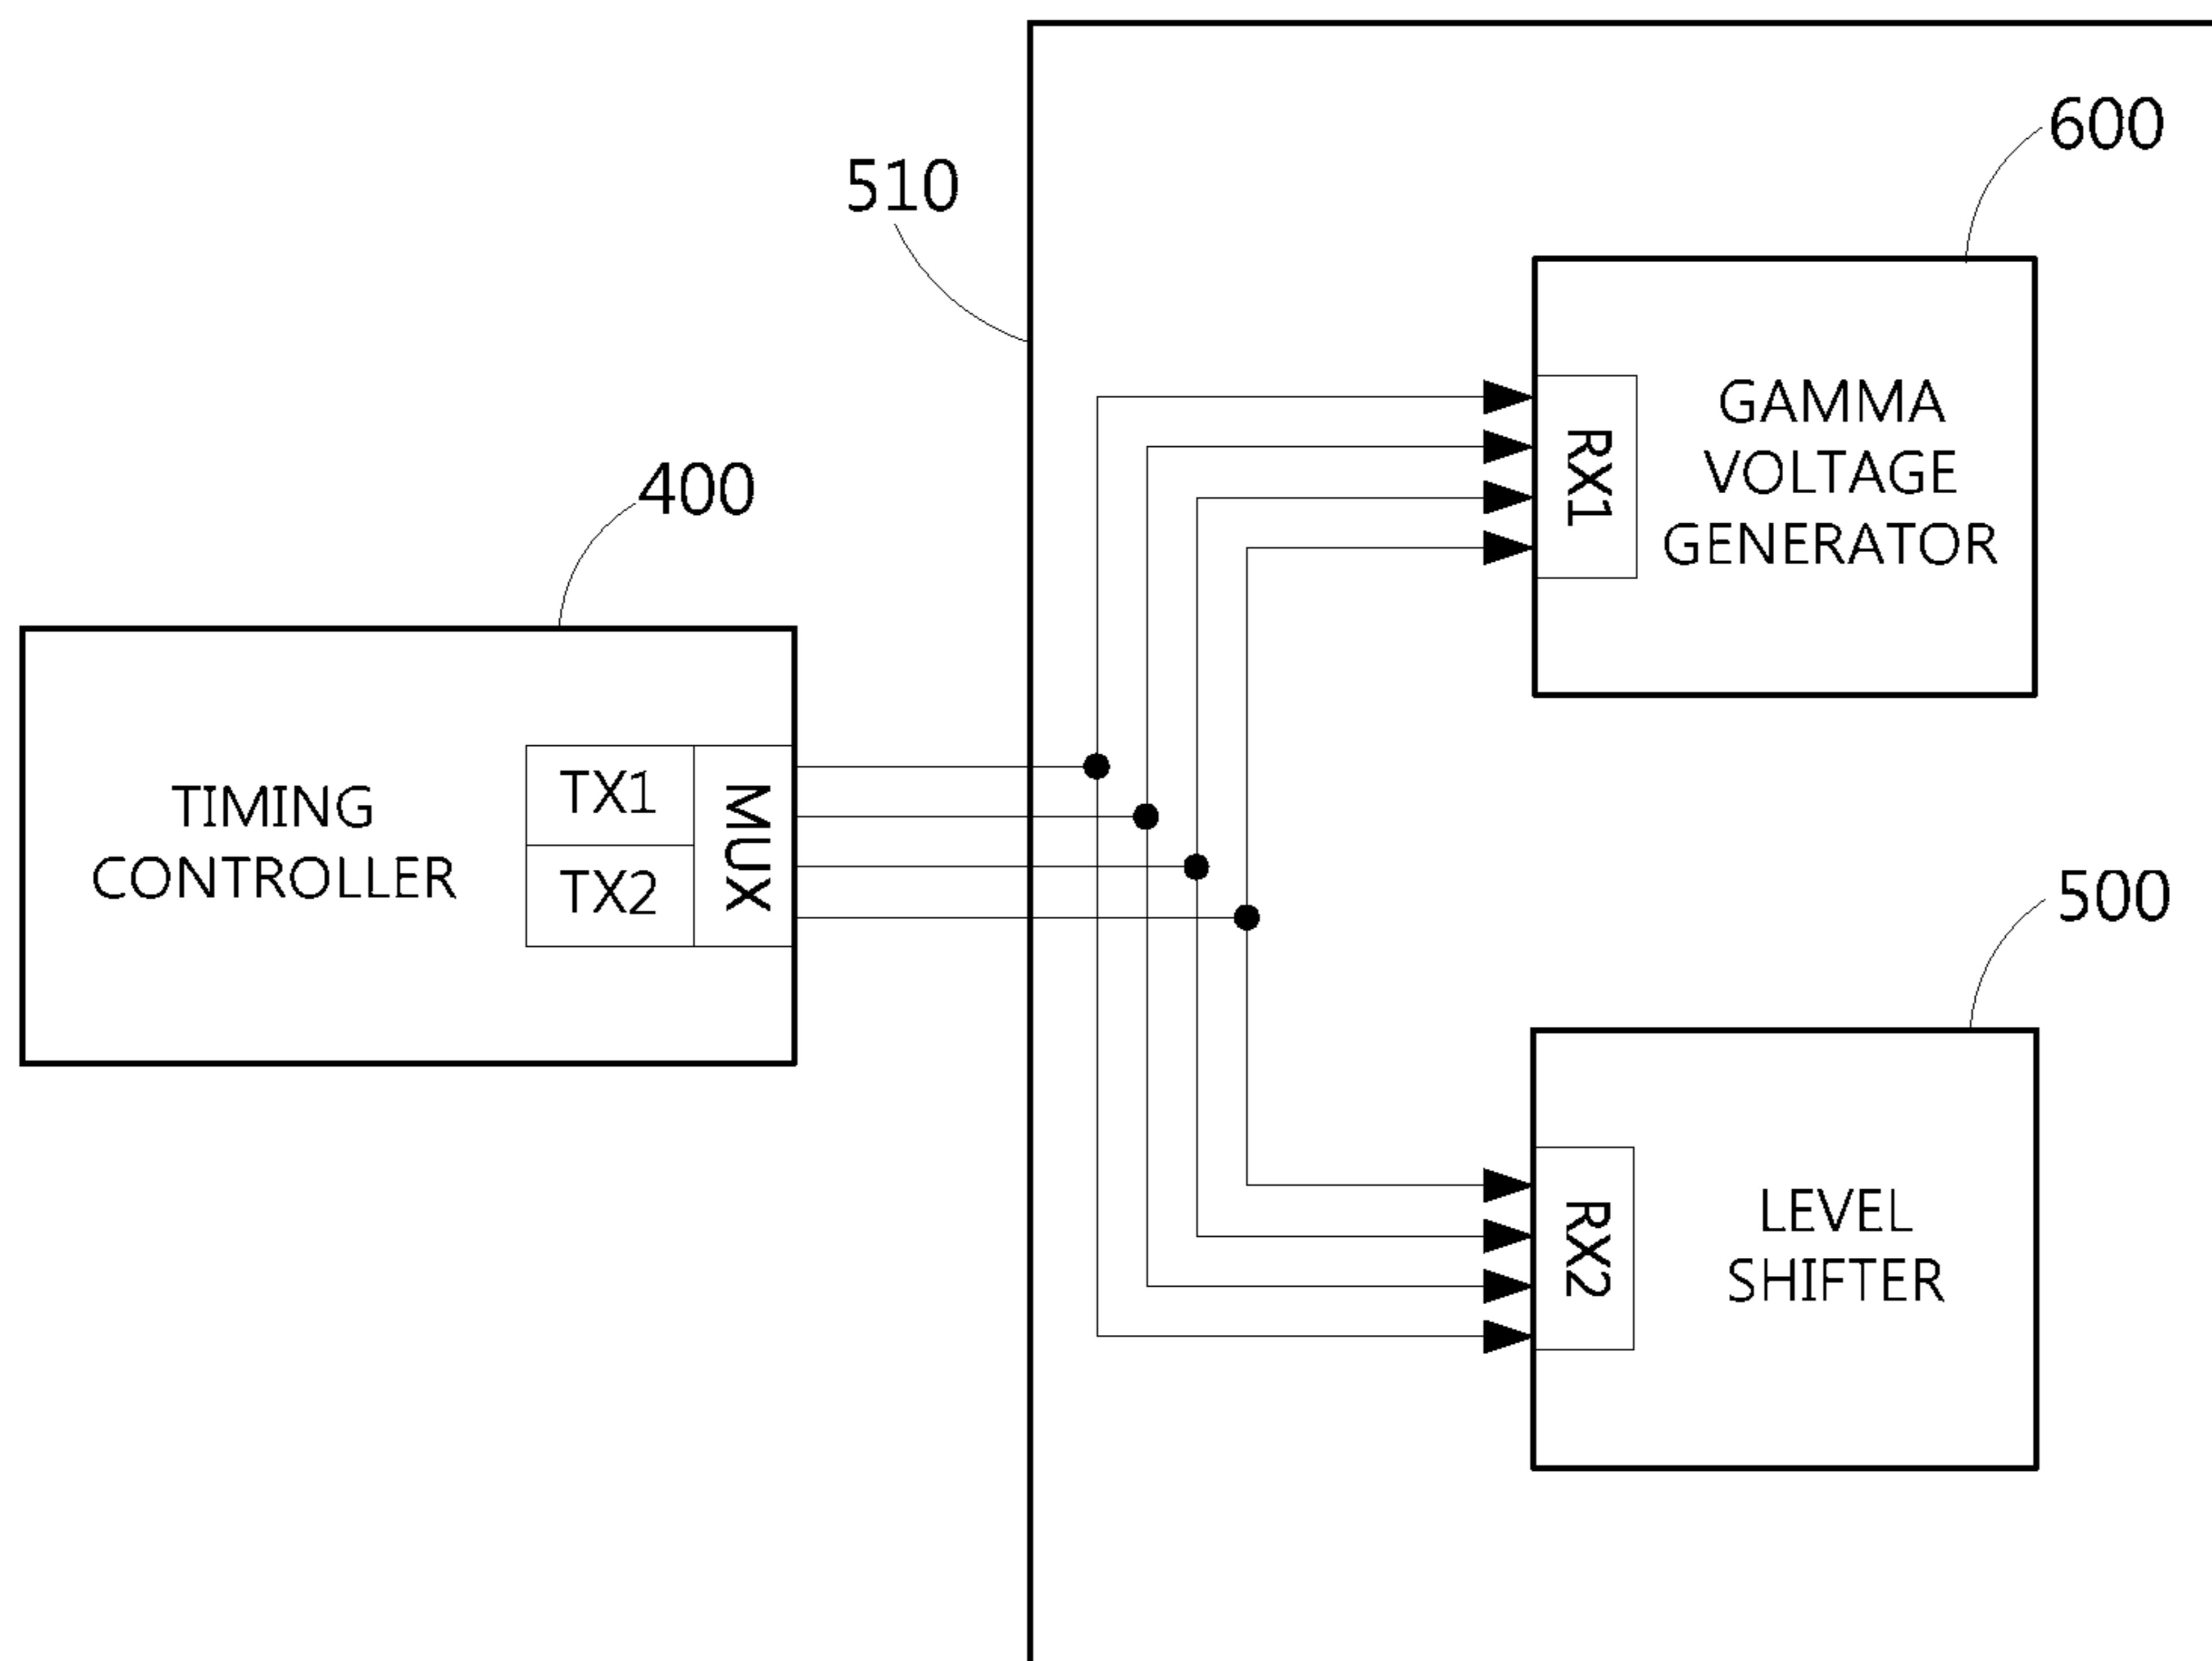 600
510
GAMMA
VOLTAGE
GENERATOR
RX1
400
TIMING
CONTROLLER
TX1
TX2
MUX
500
RX2
LEVEL
SHIFTER